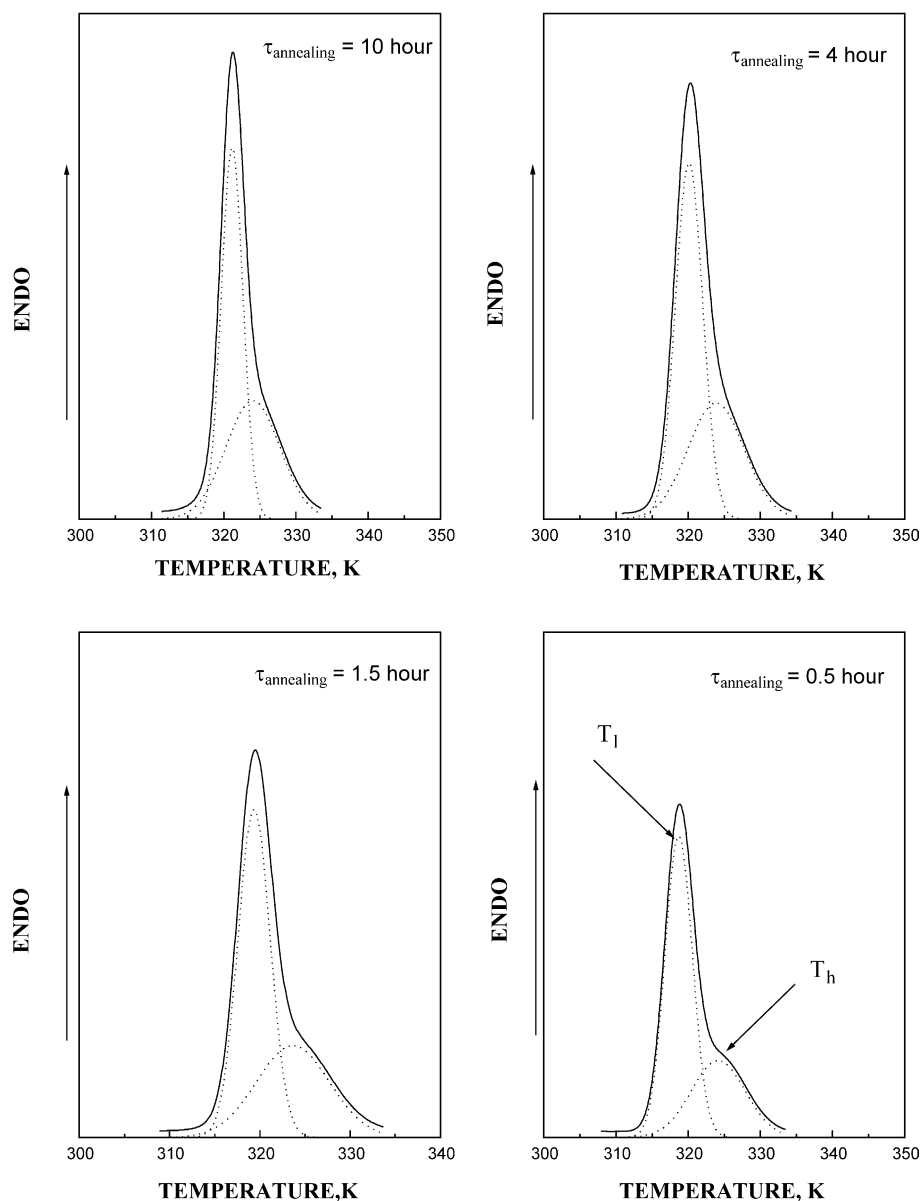 τannealing = 10 hour
ENDO
300 310 320 330 340 350
TEMPERATURE, K
τannealing = 4 hour
ENDO
300 310 320 330 340 350
TEMPERATURE, K
τannealing = 1.5 hour
ENDO
300 310 320 330 340
TEMPERATURE,K
τannealing = 0.5 hour
Tl
Th
ENDO
300 310 320 330 340 350
TEMPERATURE, K